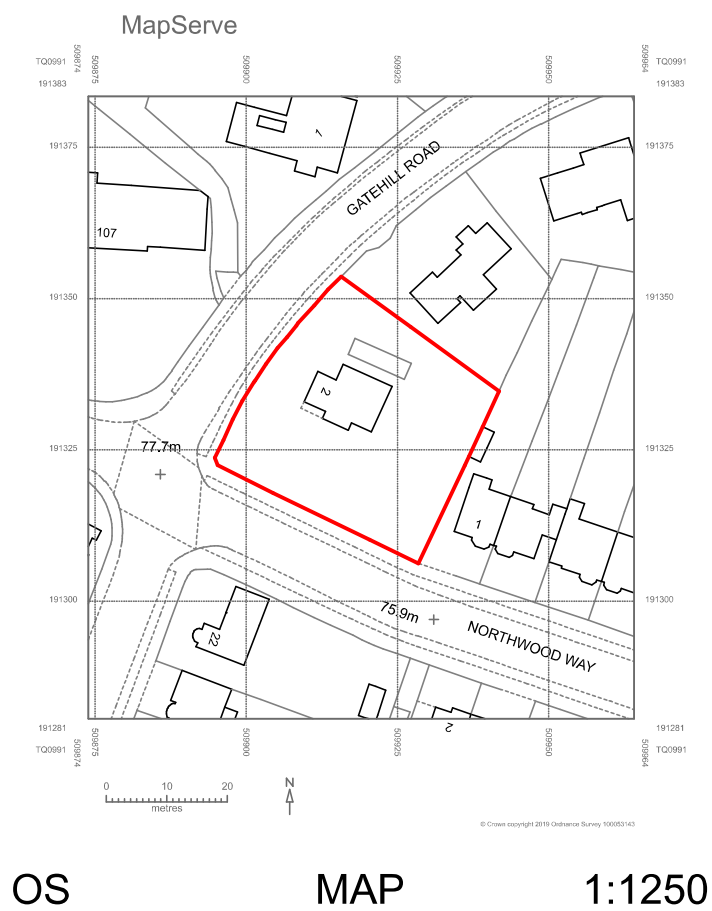 MapServe
509874
509875
509900
509925
509950
509964
TQ0991
TQ0991
191383
191383
191375
191375
1
GATEHILL ROAD
107
191350
191350
2
77.7m
191325
191325
1
191300
191300
75.9m
NORTHWOOD WAY
22
2
191281
191281
TQ0991
TQ0991
509874
509875
509900
509925
509950
509964
0 10 20
metres
N
© Crown copyright 2019 Ordnance Survey 100053143
OS MAP 1:1250